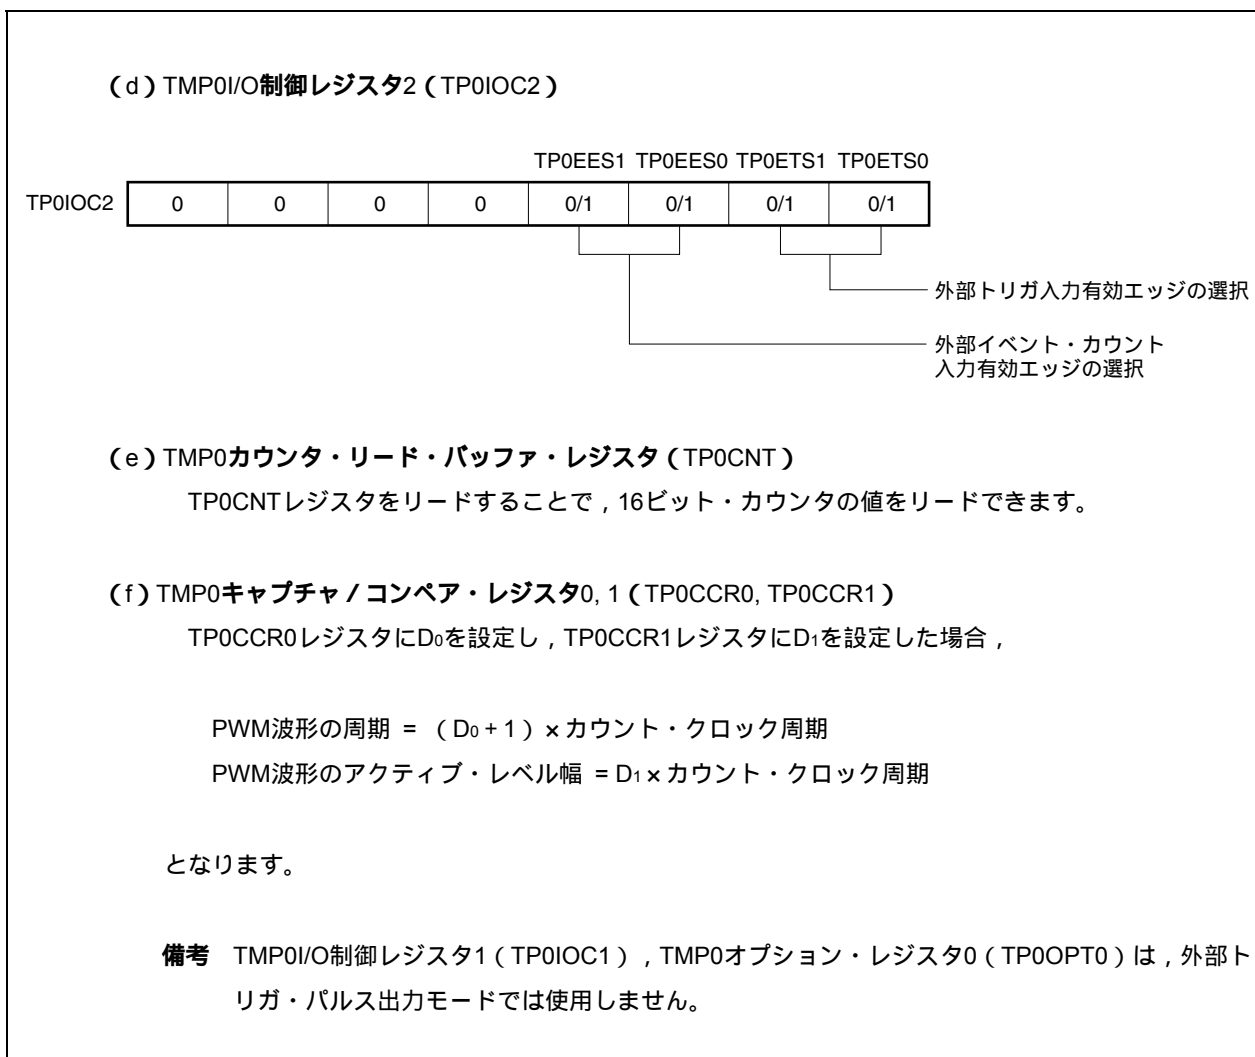 (d)TMP0I/O制御レジスタ2(TP0IOC2)
TP0EES1 TP0EES0 TP0ETS1 TP0ETS0
TP0IOC2 0 0 0 0 0/1 0/1 0/1 0/1
外部トリガ入力有効エッジの選択
外部イベント・カウント
入力有効エッジの選択
(e)TMP0カウンタ・リード・バッファ・レジスタ(TP0CNT)
TP0CNTレジスタをリードすることで,16ビット・カウンタの値をリードできます。
(f)TMP0キャプチャ/コンペア・レジスタ0, 1(TP0CCR0, TP0CCR1)
TP0CCR0レジスタにD0を設定し,TP0CCR1レジスタにD1を設定した場合,
PWM波形の周期 = (D0+1)×カウント・クロック周期
PWM波形のアクティブ・レベル幅 = D1×カウント・クロック周期
となります。
備考 TMP0I/O制御レジスタ1(TP0IOC1),TMP0オプション・レジスタ0(TP0OPT0)は,外部ト
リガ・パルス出力モードでは使用しません。